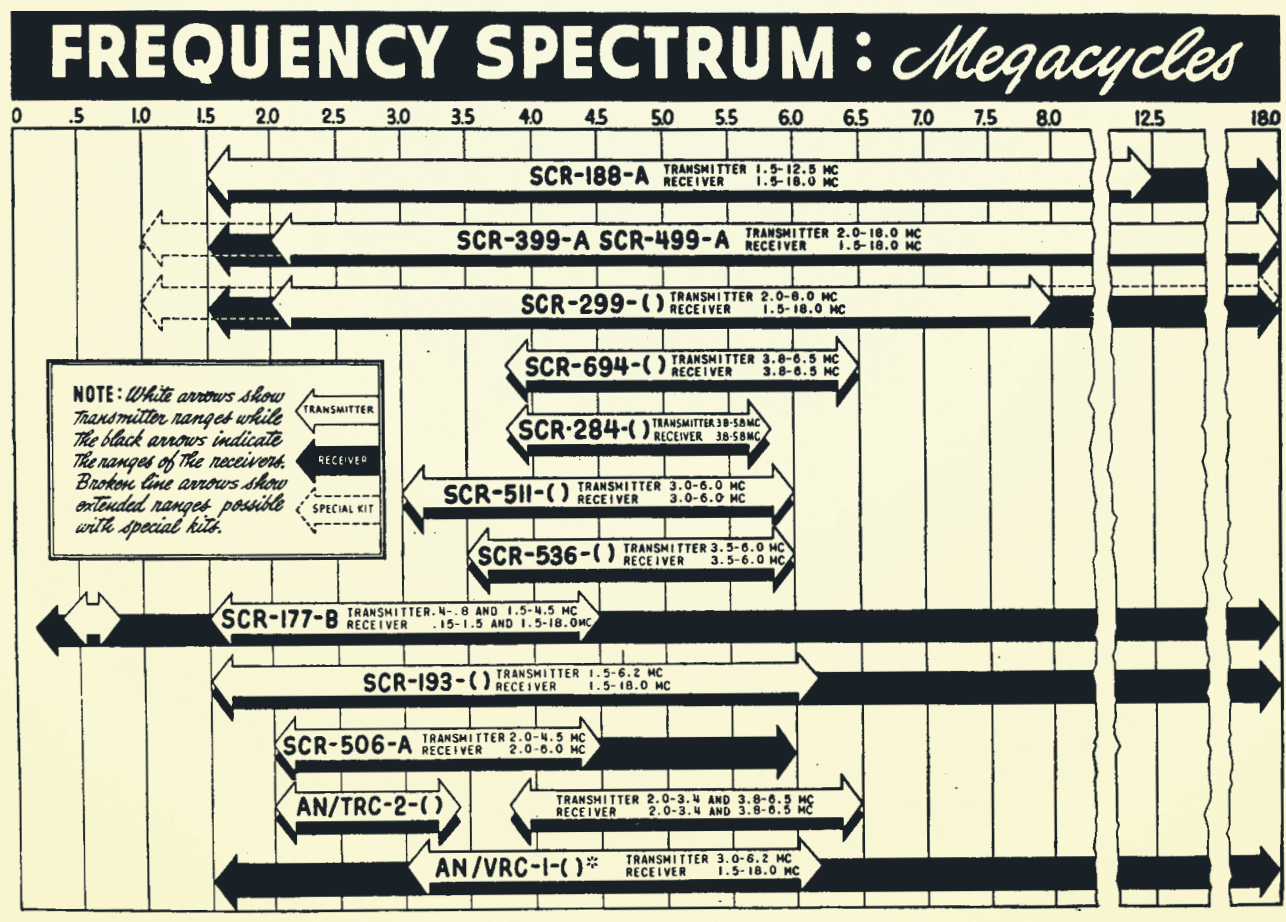 FREQUENCY SPECTRUM: Megacycles
0 .5 1.0 1.5 2.0 2.5 3.0 3.5 4.0 4.5 5.0 5.5 6.0 6.5 7.0 7.5 8.0 12.5 18.0
SCR-188-A TRANSMITTER 1.5-12.5 MC
RECEIVER 1.5-18.0 MC
SCR-399-A SCR-499-A TRANSMITTER 2.0-18.0 MC
RECEIVER 1.5-18.0 MC
SCR-299-( ) TRANSMITTER 2.0-8.0 MC
RECEIVER 1.5-18.0 MC
SCR-694-( ) TRANSMITTER 3.8-6.5 MC
RECEIVER 3.8-6.5 MC
NOTE: White arrows show
Transmitter ranges while
The black arrows indicate
The ranges of The receivers.
Broken line arrows show
extended ranges possible
with special kits.
TRANSMITTER
RECEIVER
SPECIAL KIT
SCR-284-( ) TRANSMITTER 3.8-5.8 MC
RECEIVER 3.8-5.8 MC
SCR-511-( ) TRANSMITTER 3.0-6.0 MC
RECEIVER 3.0-6.0 MC
SCR-536-( ) TRANSMITTER 3.5-6.0 MC
RECEIVER 3.5-6.0 MC
SCR-177-B TRANSMITTER .4-.8 AND 1.5-4.5 MC
RECEIVER .15-1.5 AND 1.5-18.0 MC
SCR-193-( ) TRANSMITTER 1.5-6.2 MC
RECEIVER 1.5-18.0 MC
SCR-506-A TRANSMITTER 2.0-4.5 MC
RECEIVER 2.0-6.0 MC
AN/TRC-2-( ) TRANSMITTER 2.0-3.4 AND 3.8-6.5 MC
RECEIVER 2.0-3.4 AND 3.8-6.5 MC
AN/VRC-1-( )* TRANSMITTER 3.0-6.2 MC
RECEIVER 1.5-18.0 MC